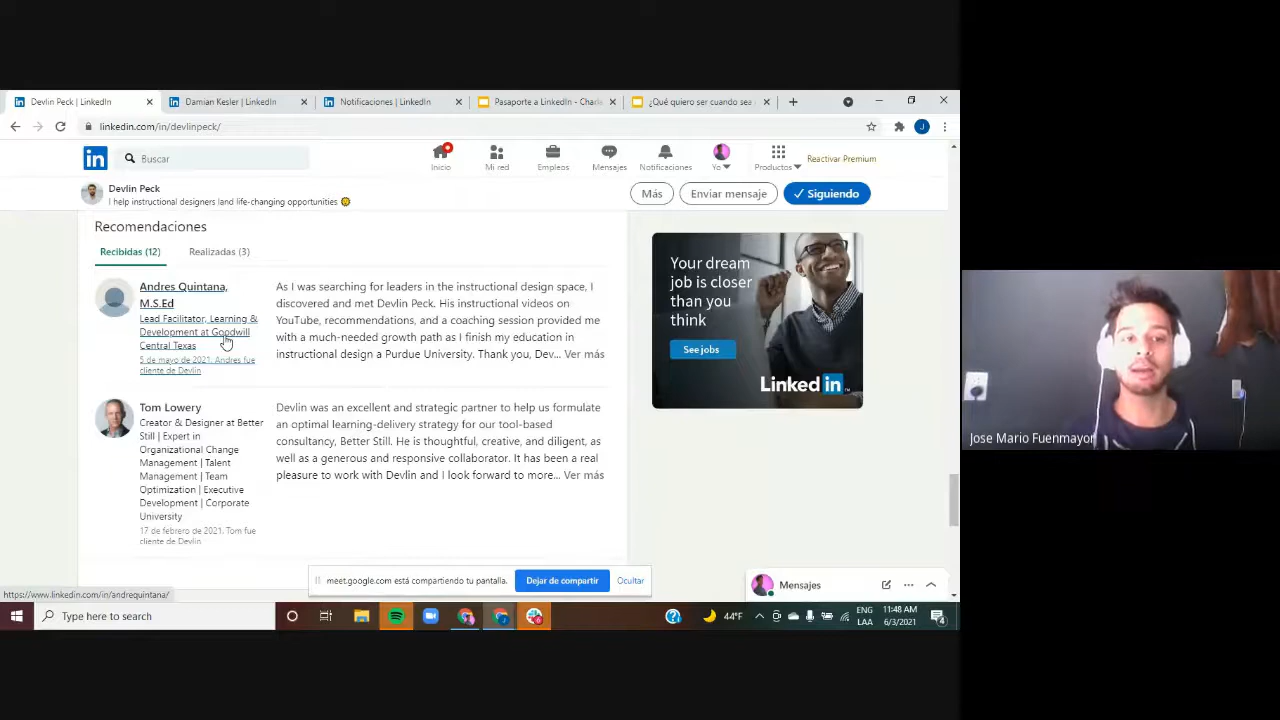 Devlin Peck | LinkedIn
Damian Kesler | LinkedIn
Notificaciones | LinkedIn
Pasaporte a LinkedIn - Charla
¿Qué quiero ser cuando sea
linkedin.com/in/devlinpeck/
J
in
Buscar
Inicio
Mi red
Empleos
Mensajes
Notificaciones
Yo
Productos
Reactivar Premium
Devlin Peck
I help instructional designers land life-changing opportunities
Más
Enviar mensaje
✓ Siguiendo
Recomendaciones
Recibidas (12)
Realizadas (3)
Andres Quintana,
M.S.Ed
Lead Facilitator, Learning &
Development at Goodwill
Central Texas
5 de mayo de 2021, Andres fue
cliente de Devlin
As I was searching for leaders in the instructional design space, I
discovered and met Devlin Peck. His instructional videos on
YouTube, recommendations, and a coaching session provided me
with a much-needed growth path as I finish my education in
instructional design a Purdue University. Thank you, Dev... Ver más
Tom Lowery
Creator & Designer at Better
Still | Expert in
Organizational Change
Management | Talent
Management | Team
Optimization | Executive
Development | Corporate
University
17 de febrero de 2021, Tom fue
cliente de Devlin
Devlin was an excellent and strategic partner to help us formulate
an optimal learning-delivery strategy for our tool-based
consultancy, Better Still. He is thoughtful, creative, and diligent, as
well as a generous and responsive collaborator. It has been a real
pleasure to work with Devlin and I look forward to more... Ver más
Your dream
job is closer
than you
think
See jobs
Linked in
Jose Mario Fuenmayor
meet.google.com está compartiendo tu pantalla.
Dejar de compartir
Ocultar
Mensajes
https://www.linkedin.com/in/andrequintana/
Type here to search
44°F
ENG
LAA
11:48 AM
6/3/2021
4